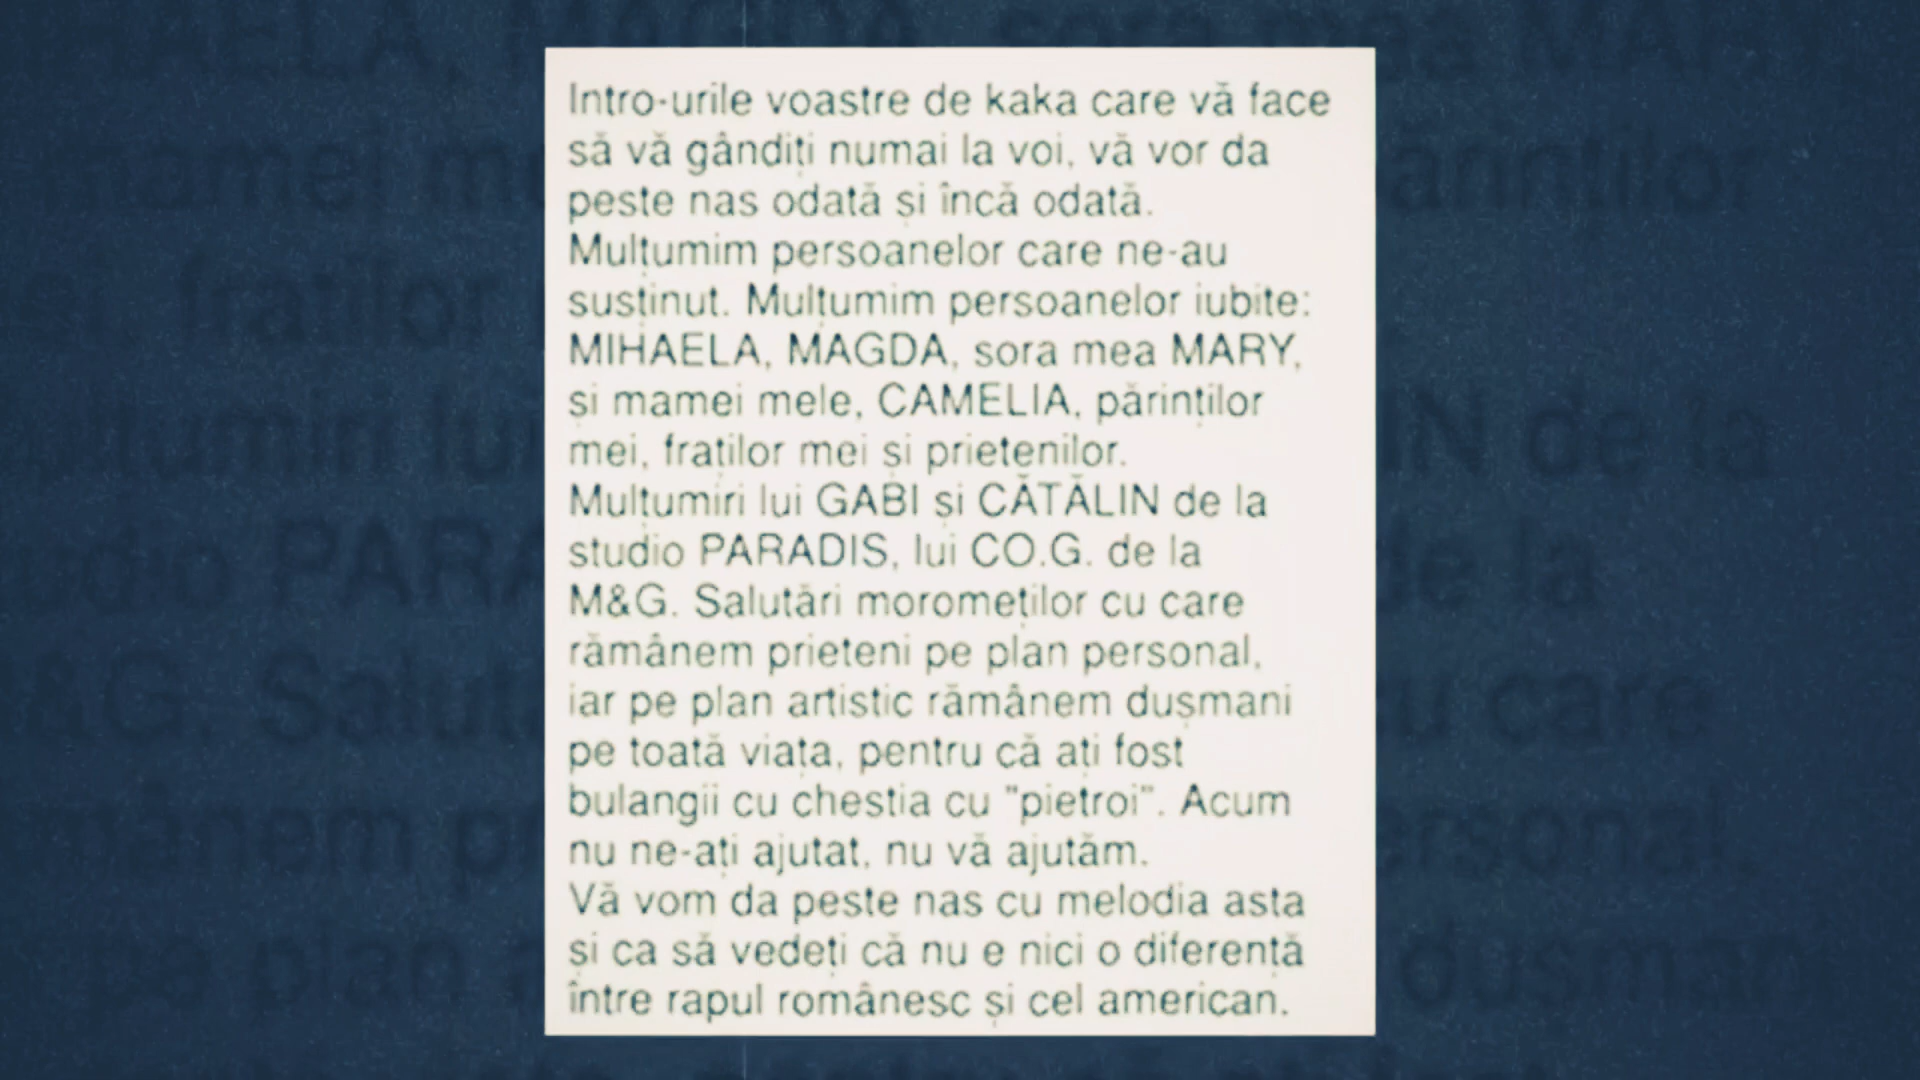 Intro-urile voastre de kaka care vă face
să vă gândiți numai la voi, vă vor da
peste nas odată și încă odată.
Mulțumim persoanelor care ne-au
susținut. Mulțumim persoanelor iubite:
MIHAELA, MAGDA, sora mea MARY,
și mamei mele, CAMELIA, părinților
mei, fraților mei și prietenilor.
Mulțumiri lui GABI și CĂTĂLIN de la
studio PARADIS, lui CO.G. de la
M&G. Salutări moromeților cu care
rămânem prieteni pe plan personal,
iar pe plan artistic rămânem dușmani
pe toată viața, pentru că ați fost
bulangii cu chestia cu "pietroi". Acum
nu ne-ați ajutat, nu vă ajutăm.
Vă vom da peste nas cu melodia asta
și ca să vedeți că nu e nici o diferență
între rapul românesc și cel american.